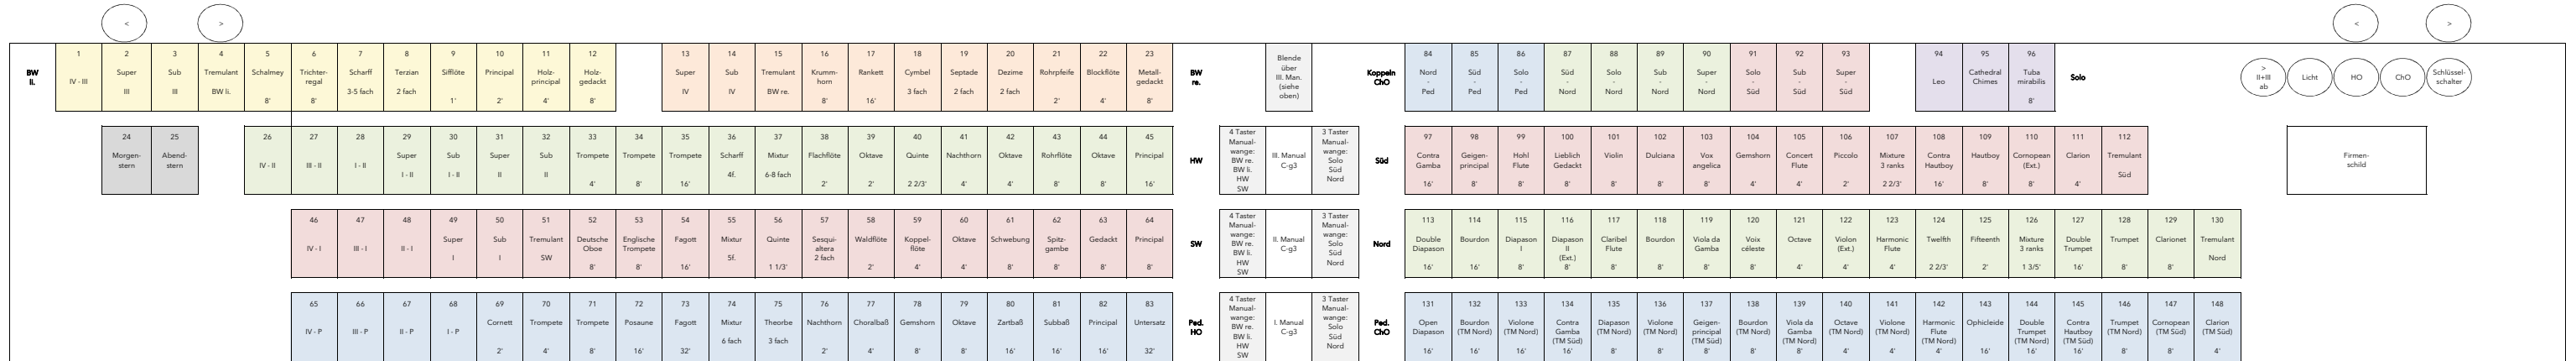 < > < >
BW li.
1 IV - III
2 Super III
3 Sub III
4 Tremulant BW li.
5 Schalmey 8'
6 Trichter- regal 8'
7 Scharff 3-5 fach
8 Terzian 2 fach
9 Sifflöte 1'
10 Principal 2'
11 Holz- principal 4'
12 Holz- gedackt 8'
13 Super IV
14 Sub IV
15 Tremulant BW re.
16 Krumm- horn 8'
17 Rankett 16'
18 Cymbel 3 fach
19 Septade 2 fach
20 Dezime 2 fach
21 Rohrpfeife 2'
22 Blockflöte 4'
23 Metall- gedackt 8'
BW re.
Blende über III. Man. (siehe oben)
Koppeln ChO
84 Nord - Ped
85 Süd - Ped
86 Solo - Ped
87 Süd - Nord
88 Solo - Nord
89 Sub - Nord
90 Super - Nord
91 Solo - Süd
92 Sub - Süd
93 Super - Süd
94 Leo
95 Cathedral Chimes
96 Tuba mirabilis 8'
Solo
> II+III ab
Licht
HO
ChO
Schlüssel- schalter
24 Morgen- stern
25 Abend- stern
26 IV - II
27 III - II
28 I - II
29 Super I - II
30 Sub I - II
31 Super II
32 Sub II
33 Trompete 4'
34 Trompete 8'
35 Trompete 16'
36 Scharff 4f.
37 Mixtur 6-8 fach
38 Flachflöte 2'
39 Oktave 2'
40 Quinte 2 2/3'
41 Nachthorn 4'
42 Oktave 4'
43 Rohrflöte 8'
44 Oktave 8'
45 Principal 16'
HW
4 Taster Manual- wange: BW re. BW li. HW SW
III. Manual C-g3
3 Taster Manual- wange: Solo Süd Nord
Süd
97 Contra Gamba 16'
98 Geigen- principal 8'
99 Hohl Flute 8'
100 Lieblich Gedackt 8'
101 Violin 8'
102 Dulciana 8'
103 Vox angelica 8'
104 Gemshorn 4'
105 Concert Flute 4'
106 Piccolo 2'
107 Mixture 3 ranks 2 2/3'
108 Contra Hautboy 16'
109 Hautboy 8'
110 Cornopean (Ext.) 8'
111 Clarion 4'
112 Tremulant Süd
Firmen- schild
46 IV - I
47 III - I
48 II - I
49 Super I
50 Sub I
51 Tremulant SW
52 Deutsche Oboe 8'
53 Englische Trompete 8'
54 Fagott 16'
55 Mixtur 5f.
56 Quinte 1 1/3'
57 Sesqui- altera 2 fach
58 Waldflöte 2'
59 Koppel- flöte 4'
60 Oktave 4'
61 Schwebung 8'
62 Spitz- gambe 8'
63 Gedackt 8'
64 Principal 8'
SW
4 Taster Manual- wange: BW re. BW li. HW SW
II. Manual C-g3
3 Taster Manual- wange: Solo Süd Nord
Nord
113 Double Diapason 16'
114 Bourdon 16'
115 Diapason I 8'
116 Diapason II (Ext.) 8'
117 Claribel Flute 8'
118 Bourdon 8'
119 Viola da Gamba 8'
120 Voix céleste 8'
121 Octave 4'
122 Violon (Ext.) 4'
123 Harmonic Flute 4'
124 Twelfth 2 2/3'
125 Fifteenth 2'
126 Mixture 3 ranks 1 3/5'
127 Double Trumpet 16'
128 Trumpet 8'
129 Clarionet 8'
130 Tremulant Nord
65 IV - P
66 III - P
67 II - P
68 I - P
69 Cornett 2'
70 Trompete 4'
71 Trompete 8'
72 Posaune 16'
73 Fagott 32'
74 Mixtur 6 fach
75 Theorbe 3 fach
76 Nachthorn 2'
77 Choralbaß 4'
78 Gemshorn 8'
79 Oktave 8'
80 Zartbaß 16'
81 Subbaß 16'
82 Principal 16'
83 Untersatz 32'
Ped. HO
4 Taster Manual- wange: BW re. BW li. HW SW
I. Manual C-g3
3 Taster Manual- wange: Solo Süd Nord
Ped. ChO
131 Open Diapason 16'
132 Bourdon (TM Nord) 16'
133 Violone (TM Nord) 16'
134 Contra Gamba (TM Süd) 16'
135 Diapason (TM Nord) 8'
136 Violone (TM Nord) 8'
137 Geigen- principal (TM Süd) 8'
138 Bourdon (TM Nord) 8'
139 Viola da Gamba (TM Nord) 8'
140 Octave (TM Nord) 4'
141 Violone (TM Nord) 4'
142 Harmonic Flute (TM Nord) 4'
143 Ophicleide 16'
144 Double Trumpet (TM Nord) 16'
145 Contra Hautboy (TM Süd) 16'
146 Trumpet (TM Nord) 8'
147 Cornopean (TM Süd) 8'
148 Clarion (TM Süd) 4'